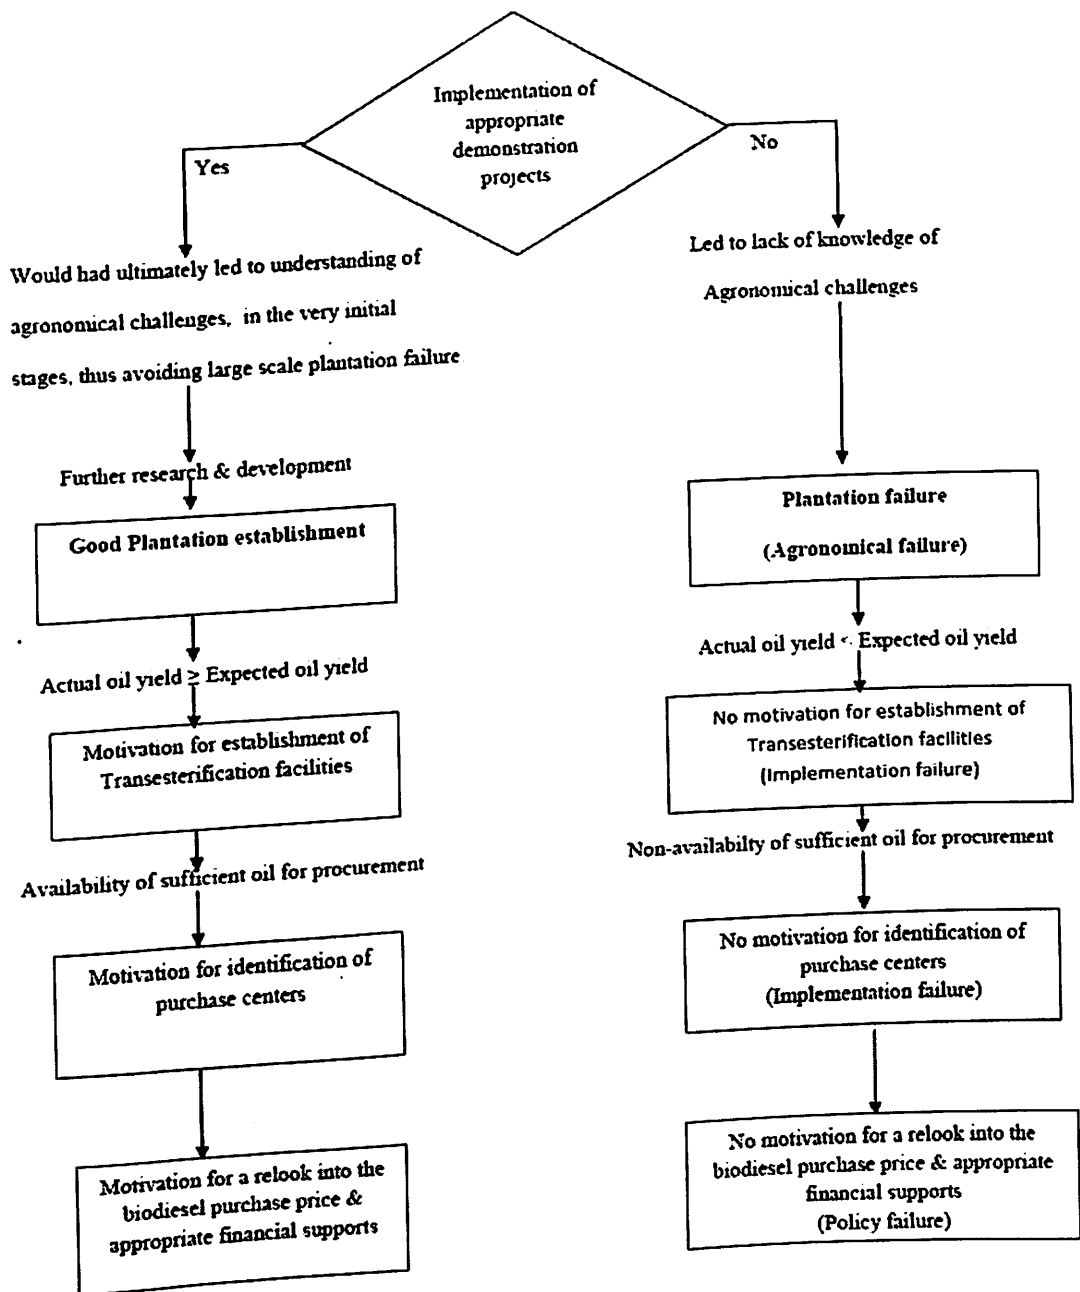 Implementation of
appropriate
demonstration
projects
Yes
No
Would had ultimately led to understanding of
agronomical challenges, in the very initial
stages, thus avoiding large scale plantation failure
Further research & development
Good Plantation establishment
Actual oil yield ≥ Expected oil yield
Motivation for establishment of
Transesterification facilities
Availability of sufficient oil for procurement
Motivation for identification of
purchase centers
Motivation for a relook into the
biodiesel purchase price &
appropriate financial supports
Led to lack of knowledge of
Agronomical challenges
Plantation failure
(Agronomical failure)
Actual oil yield < Expected oil yield
No motivation for establishment of
Transesterification facilities
(Implementation failure)
Non-availabilty of sufficient oil for procurement
No motivation for identification of
purchase centers
(Implementation failure)
No motivation for a relook into the
biodiesel purchase price & appropriate
financial supports
(Policy failure)